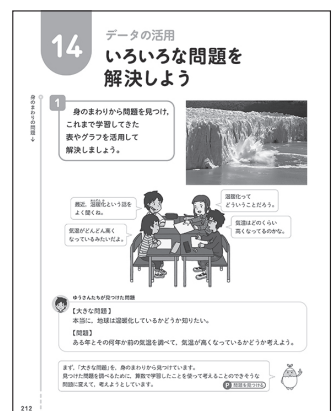 14
データの活用
いろいろな問題を
解決しよう
身のまわりの問題↓
1
身のまわりから問題を見つけ、
これまで学習してきた
表やグラフを活用して
解決しましょう。
最近、温暖化という話を
よく聞くね。
温暖化って
どういうことだろう。
気温がどんどん高く
なっているみたいだよ。
気温はどのくらい
高くなってるのかな。
ゆうさんたちが見つけた問題
【大きな問題】
本当に、地球は温暖化しているかどうか知りたい。
【問題】
ある年とその何年か前の気温を調べて、気温が高くなっているかどうか考えよう。
まず、「大きな問題」を、身のまわりから見つけています。
見つけた問題を調べるために、算数で学習したことを使って考えることのできそうな
問題に変えて、考えようとしています。
P 問題を見つける
212